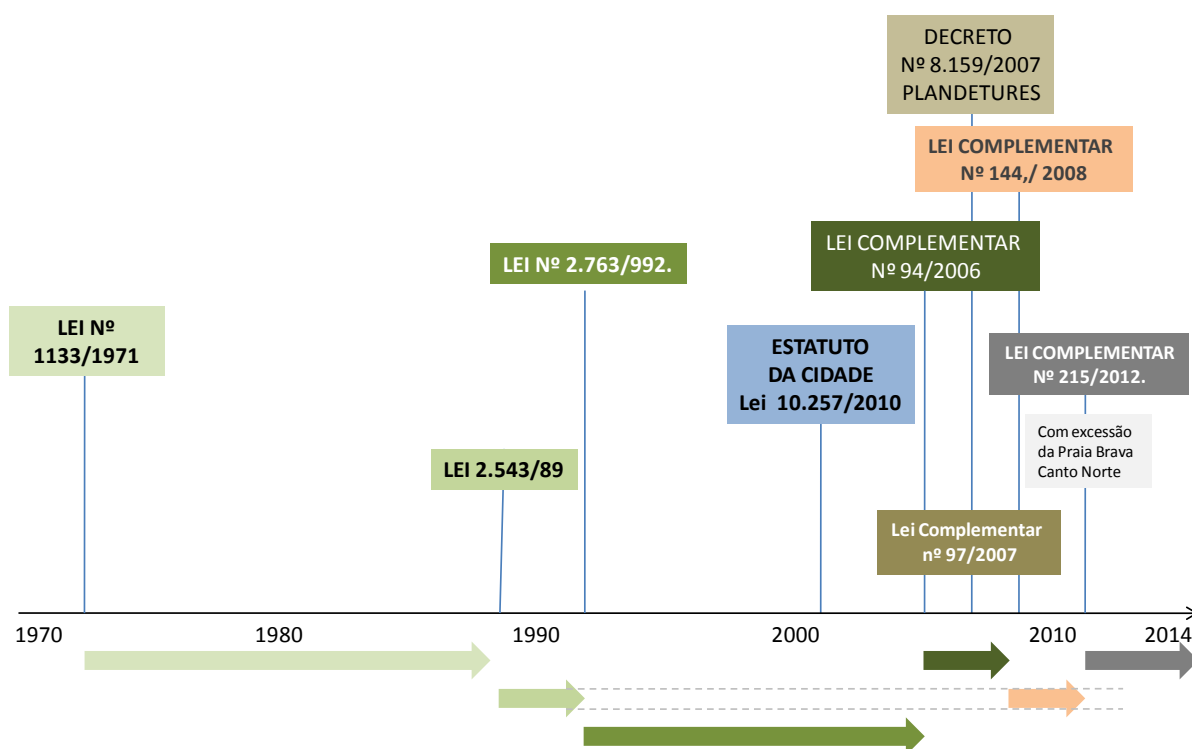 DECRETO
Nº 8.159/2007
PLANDETURES
LEI COMPLEMENTAR
Nº 144,/ 2008
LEI COMPLEMENTAR
Nº 94/2006
LEI Nº 2.763/992.
LEI Nº
1133/1971
ESTATUTO
DA CIDADE
Lei 10.257/2010
LEI COMPLEMENTAR
Nº 215/2012.
Com excessão
da Praia Brava
Canto Norte
LEI 2.543/89
Lei Complementar
nº 97/2007
1970 1980 1990 2000 2010 2014